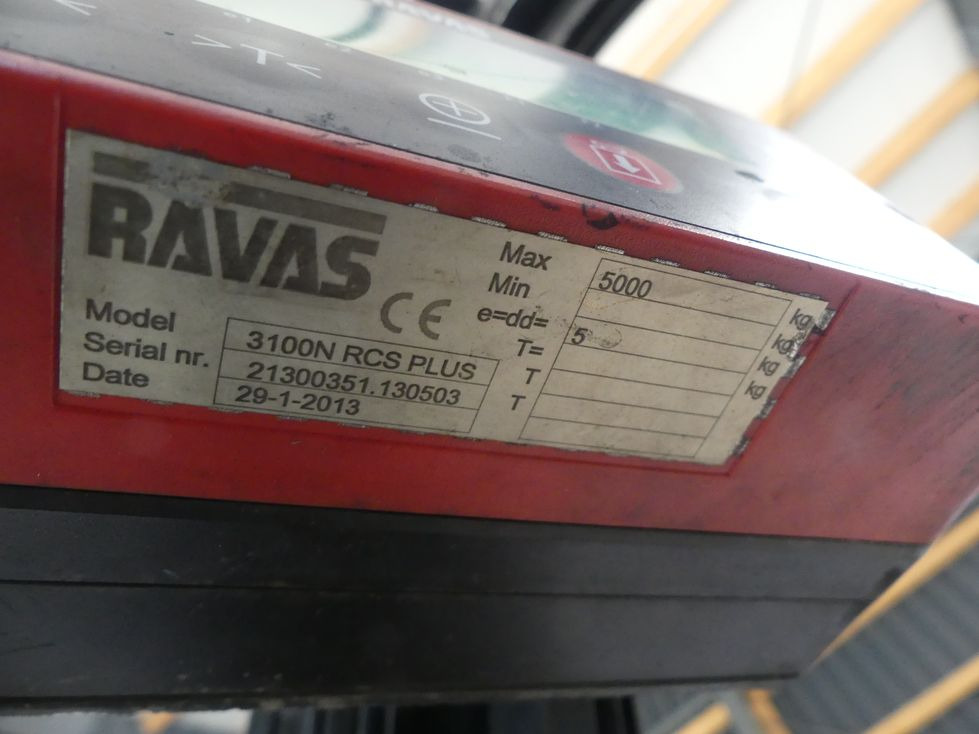 >T<
RAVAS
CE
Model 3100N RCS PLUS
Serial nr. 21300351.130503
Date 29-1-2013
Max 5000 kg
Min kg
e=dd= 5 kg
T= kg
T
T